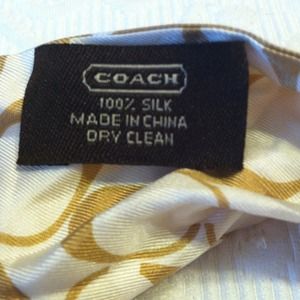 COACH
100% SILK
MADE IN CHINA
DRY CLEAN